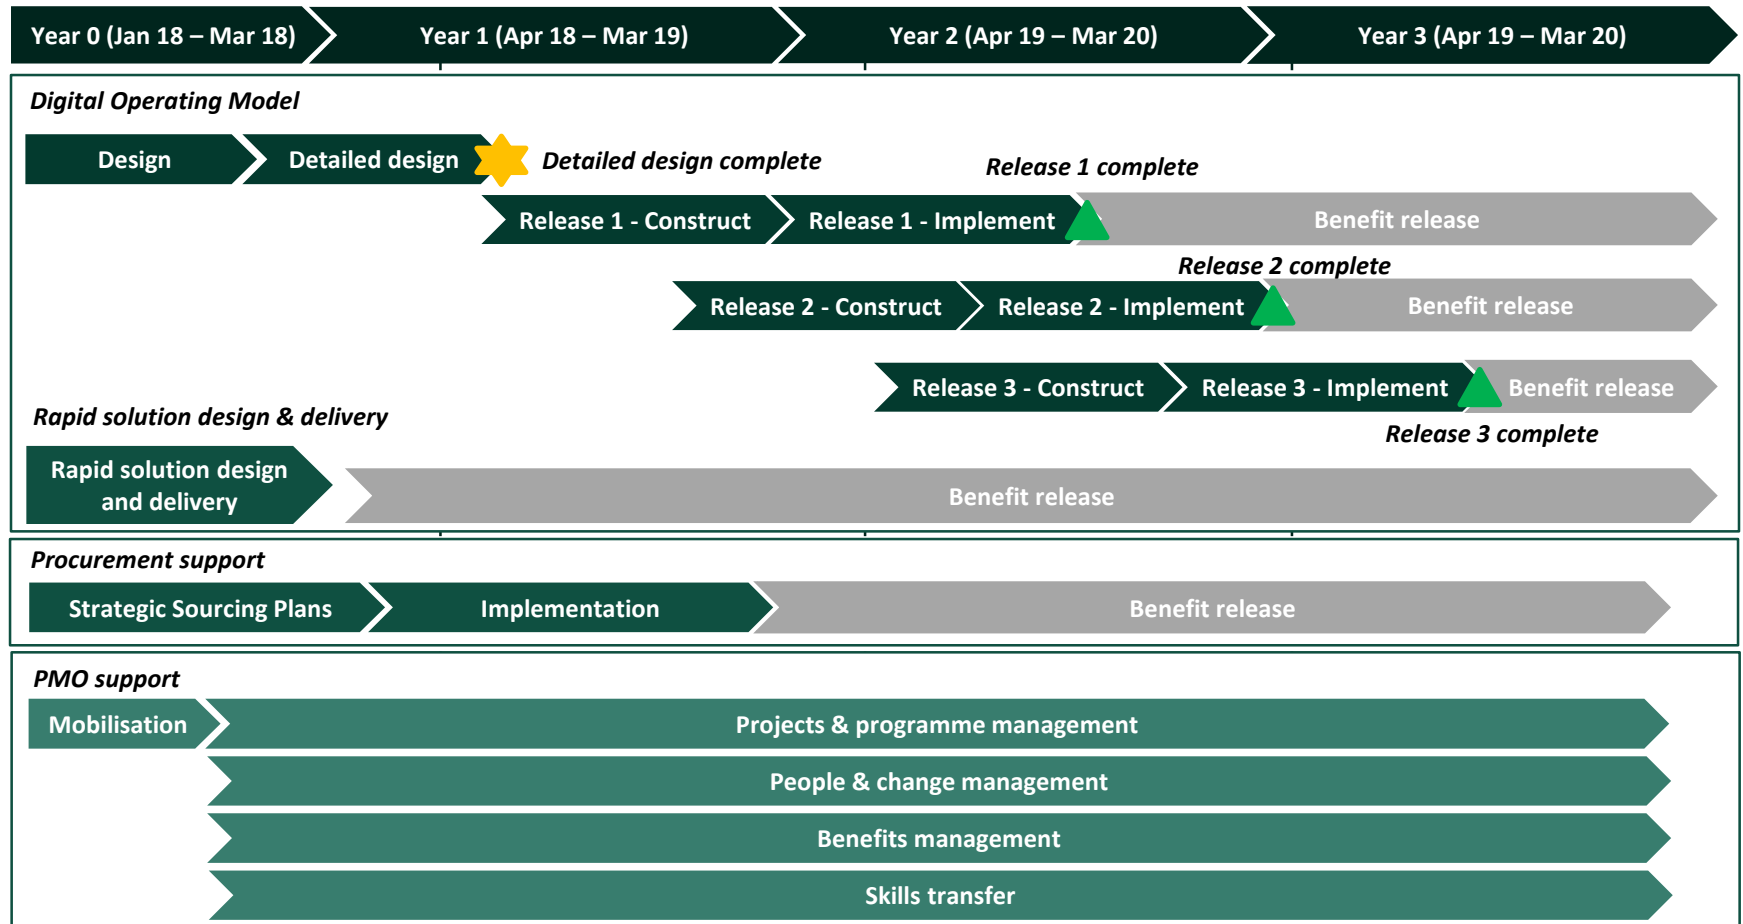 Year 0 (Jan 18 – Mar 18)
Year 1 (Apr 18 – Mar 19)
Year 2 (Apr 19 – Mar 20)
Year 3 (Apr 19 – Mar 20)
Digital Operating Model
Design
Detailed design
Detailed design complete
Release 1 complete
Release 1 - Construct
Release 1 - Implement
Benefit release
Release 2 complete
Release 2 - Construct
Release 2 - Implement
Benefit release
Release 3 - Construct
Release 3 - Implement
Benefit release
Release 3 complete
Rapid solution design & delivery
Rapid solution design
and delivery
Benefit release
Procurement support
Strategic Sourcing Plans
Implementation
Benefit release
PMO support
Mobilisation
Projects & programme management
People & change management
Benefits management
Skills transfer